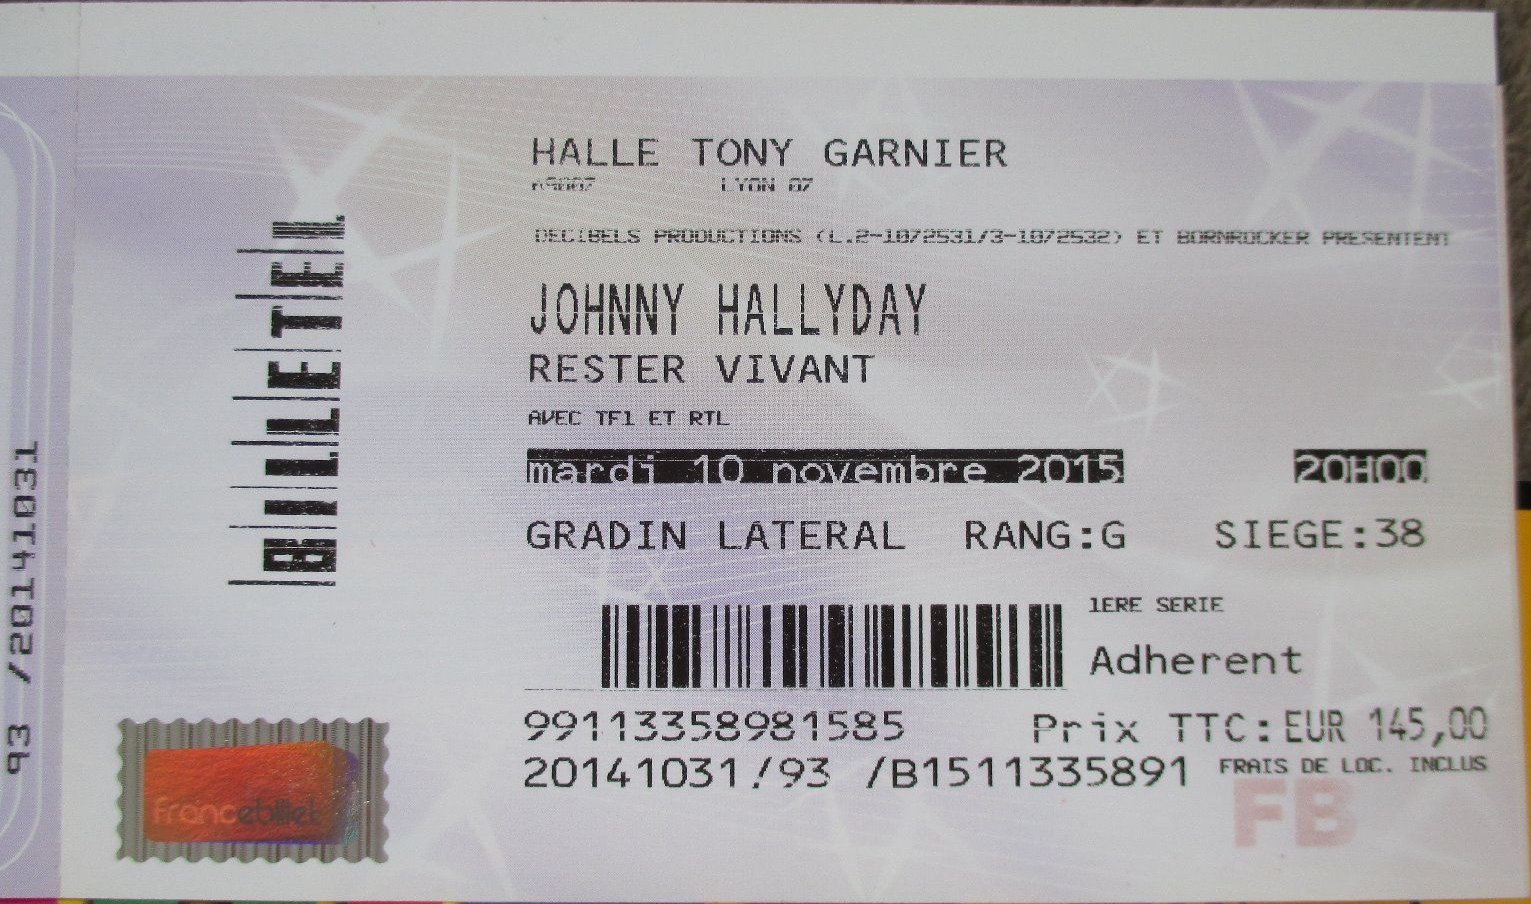 HALLE TONY GARNIER
LYON 07
DECIBELS PRODUCTIONS (L.2-1072531/3-1072532) ET BORNROCKER PRESENTENT
JOHNNY HALLYDAY
RESTER VIVANT
AVEC TF1 ET RTL
mardi 10 novembre 2015 20H00
GRADIN LATERAL RANG:G SIEGE:38
1ERE SERIE
Adherent
99113358981585 Prix TTC:EUR 145,00
20141031/93 /B1511335891 FRAIS DE LOC. INCLUS
FB
BILLETEL
francebillet
93 /20141031